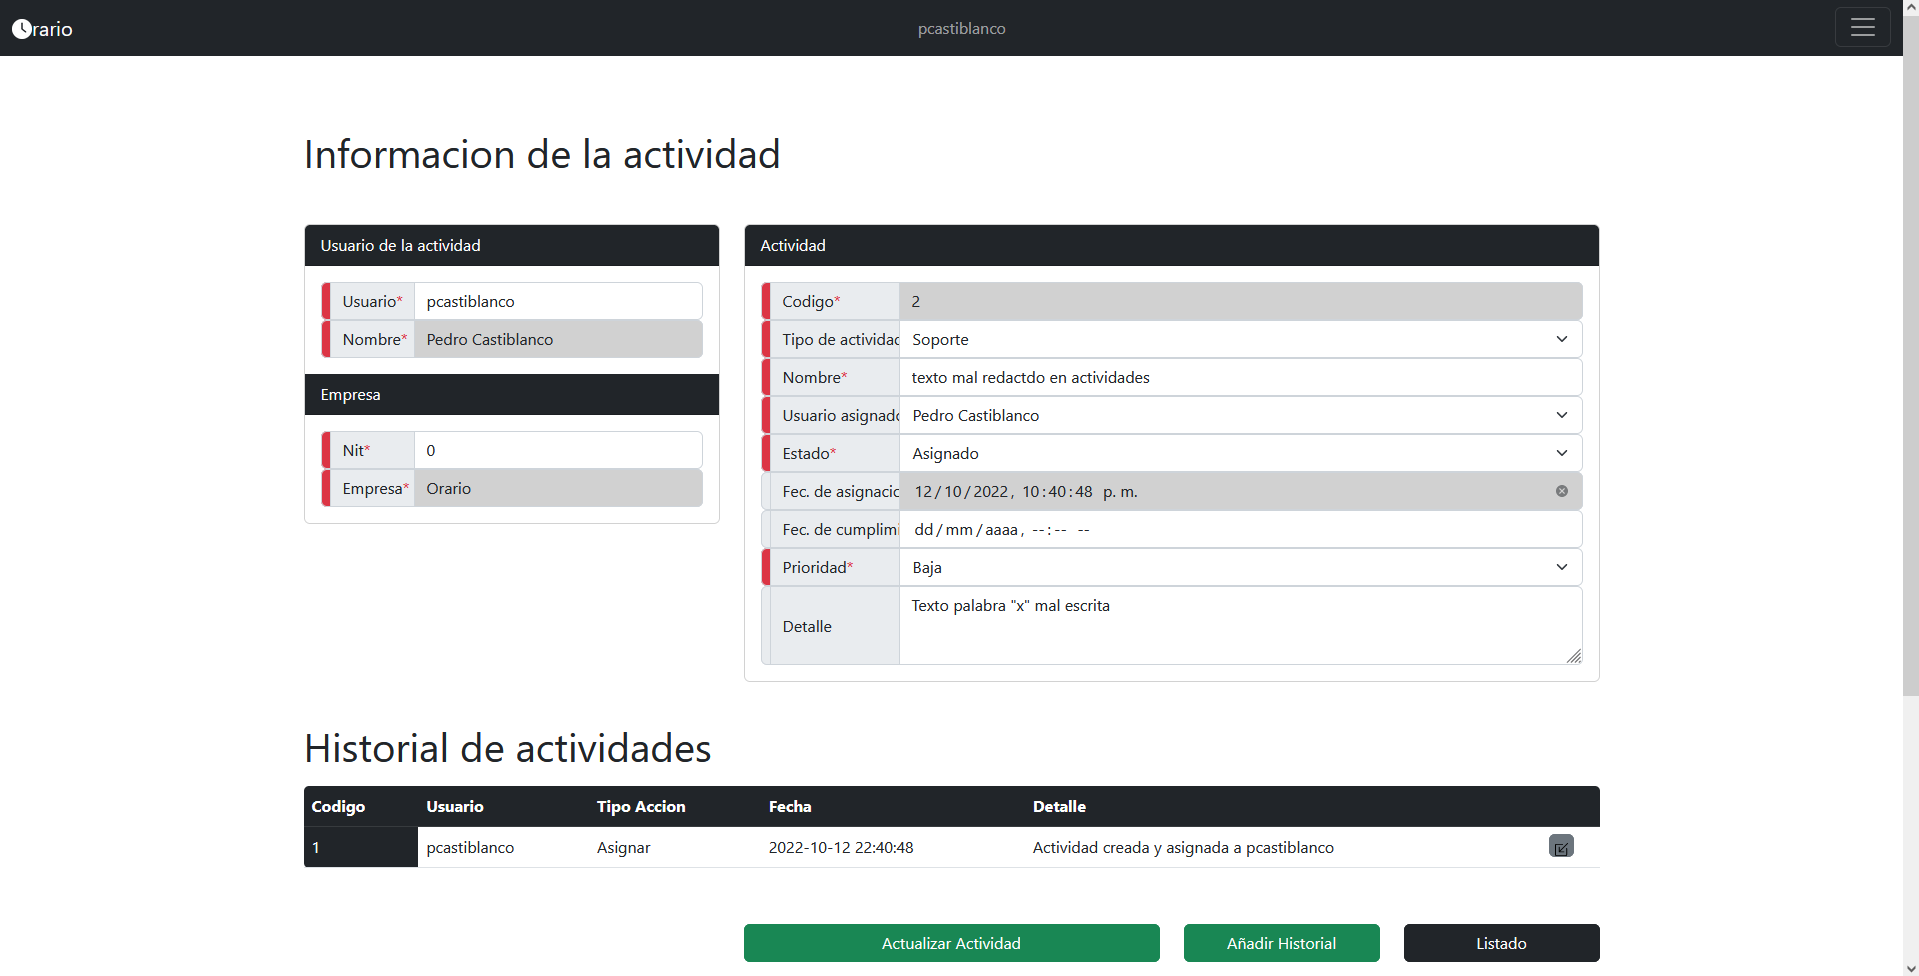 rario
pcastiblanco
Informacion de la actividad
Usuario de la actividad
Usuario* pcastiblanco
Nombre* Pedro Castiblanco
Empresa
Nit* 0
Empresa* Orario
Actividad
Codigo* 2
Tipo de actividad Soporte
Nombre* texto mal redactdo en actividades
Usuario asignado Pedro Castiblanco
Estado* Asignado
Fec. de asignacio 12/10/2022, 10:40:48 p. m.
Fec. de cumplimi dd/mm/aaaa, --:-- --
Prioridad* Baja
Detalle Texto palabra "x" mal escrita
Historial de actividades
Codigo Usuario Tipo Accion Fecha Detalle
1 pcastiblanco Asignar 2022-10-12 22:40:48 Actividad creada y asignada a pcastiblanco
Actualizar Actividad Añadir Historial Listado